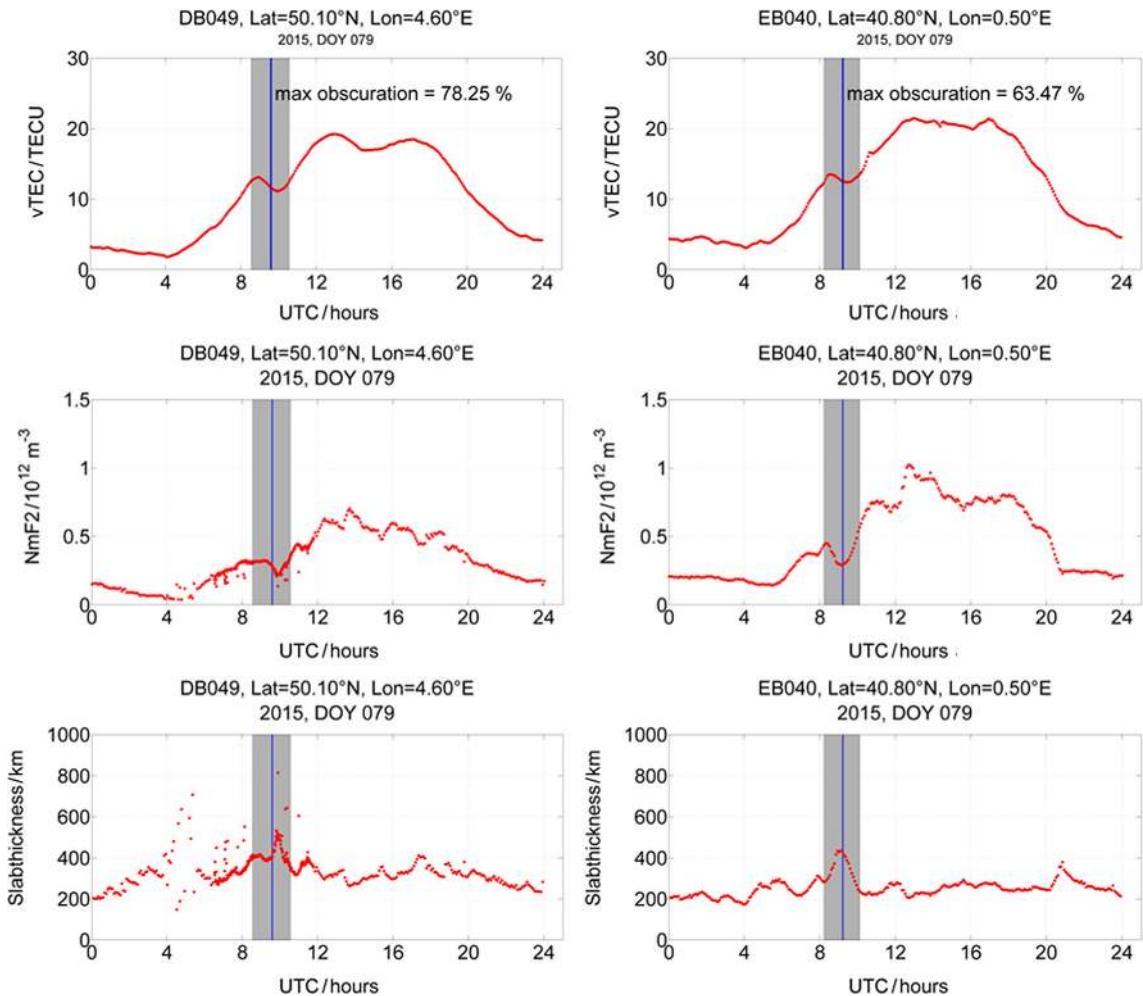 DB049, Lat=50.10°N, Lon=4.60°E
2015, DOY 079
30
20
10
0
vTEC/TECU
max obscuration = 78.25 %
0 4 8 12 16 20 24
UTC/hours
EB040, Lat=40.80°N, Lon=0.50°E
2015, DOY 079
30
20
10
0
vTEC/TECU
max obscuration = 63.47 %
0 4 8 12 16 20 24
UTC/hours
DB049, Lat=50.10°N, Lon=4.60°E
2015, DOY 079
1.5
1
0.5
0
NmF2/10¹² m⁻³
0 4 8 12 16 20 24
UTC/hours
EB040, Lat=40.80°N, Lon=0.50°E
2015, DOY 079
1.5
1
0.5
0
NmF2/10¹² m⁻³
0 4 8 12 16 20 24
UTC/hours
DB049, Lat=50.10°N, Lon=4.60°E
2015, DOY 079
1000
800
600
400
200
0
Slabthickness/km
0 4 8 12 16 20 24
UTC/hours
EB040, Lat=40.80°N, Lon=0.50°E
2015, DOY 079
1000
800
600
400
200
0
Slabthickness/km
0 4 8 12 16 20 24
UTC/hours